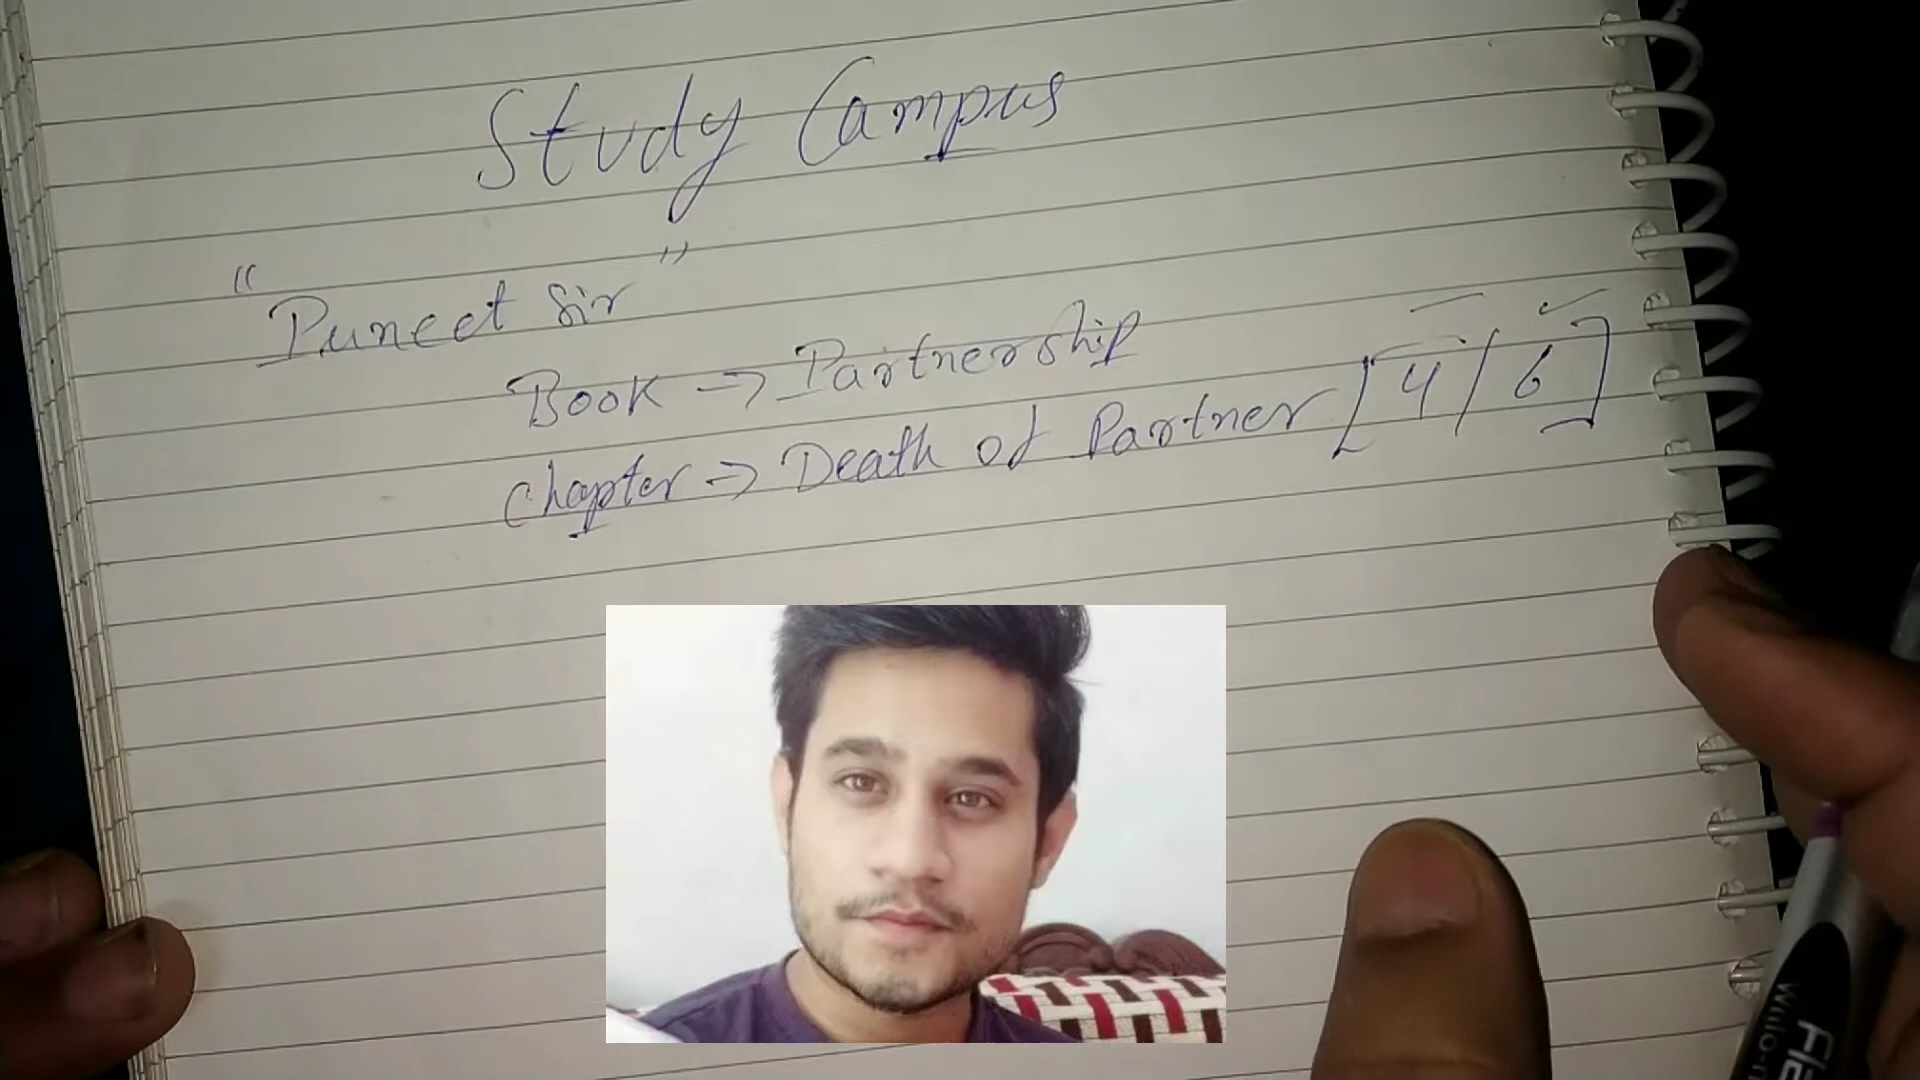 Study Campus
"Puneet Sir"
Book → Partnership
Chapter → Death of Partner [4/6]